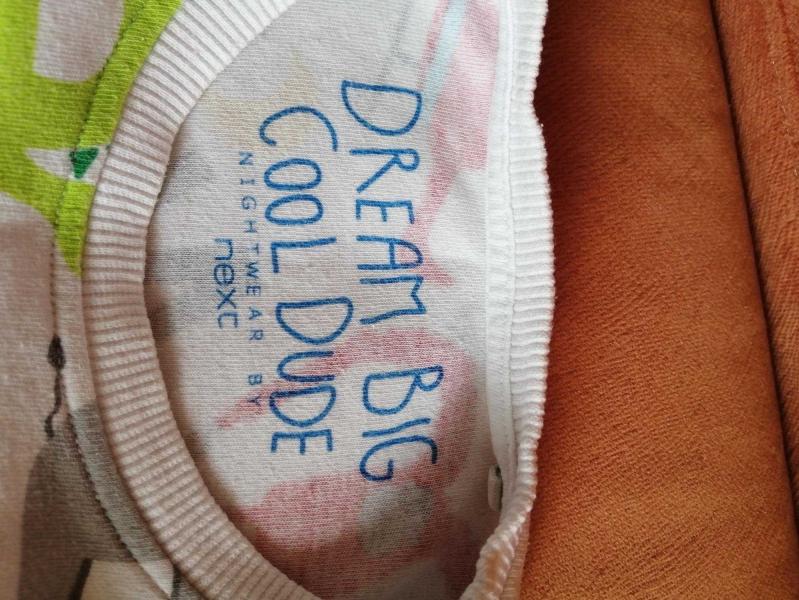 DREAM BIG
COOL DUDE
NIGHTWEAR BY
next